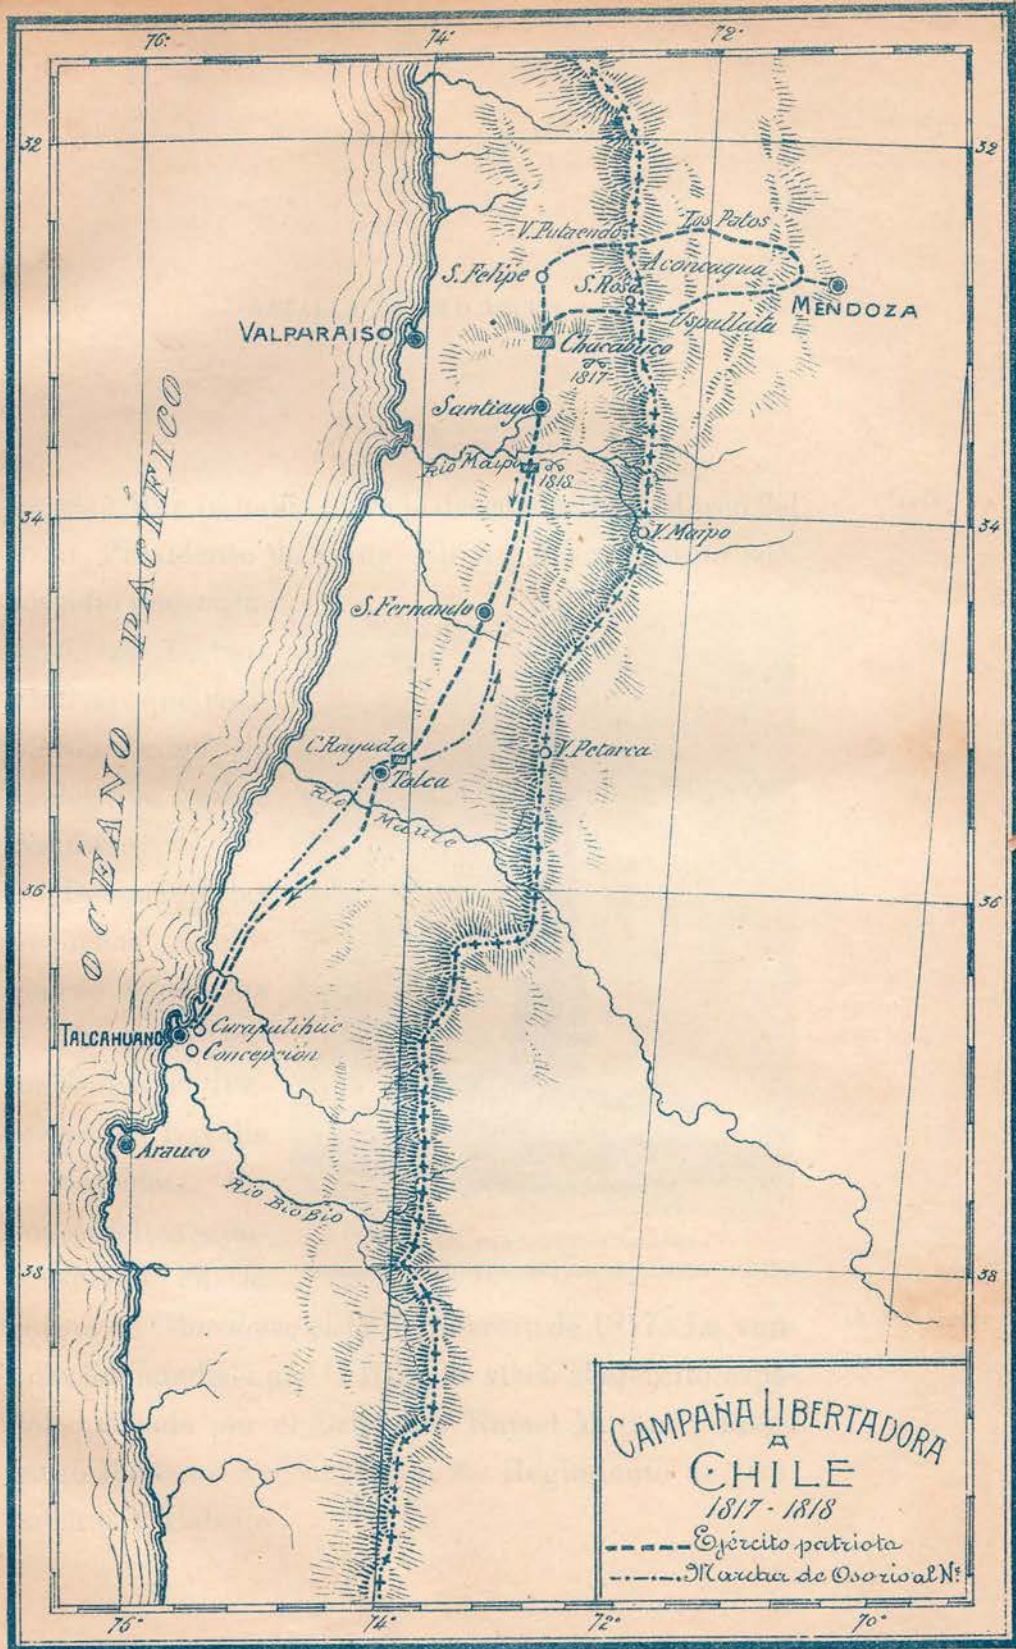 76°
74°
72°
32
32
V. Putaendo
Los Patos
S. Felipe
Aconcagua
S. Rosa
MENDOZA
Uspallata
VALPARAISO
Chacabuco
1817
Santiago
Rio Maipo
1818
34
34
V. Maipo
S. Fernando
OCÉANO PACÍFICO
C. Rayada
V. Petorca
Talca
Rio Maule
36
36
TALCAHUANO
Curapalihue
Concepción
Arauco
Rio Bio Bio
38
38
CAMPAÑA LIBERTADORA
A
CHILE
1817-1818
Ejército patriota
Marcha de Osorio al N.
76°
74°
72°
70°